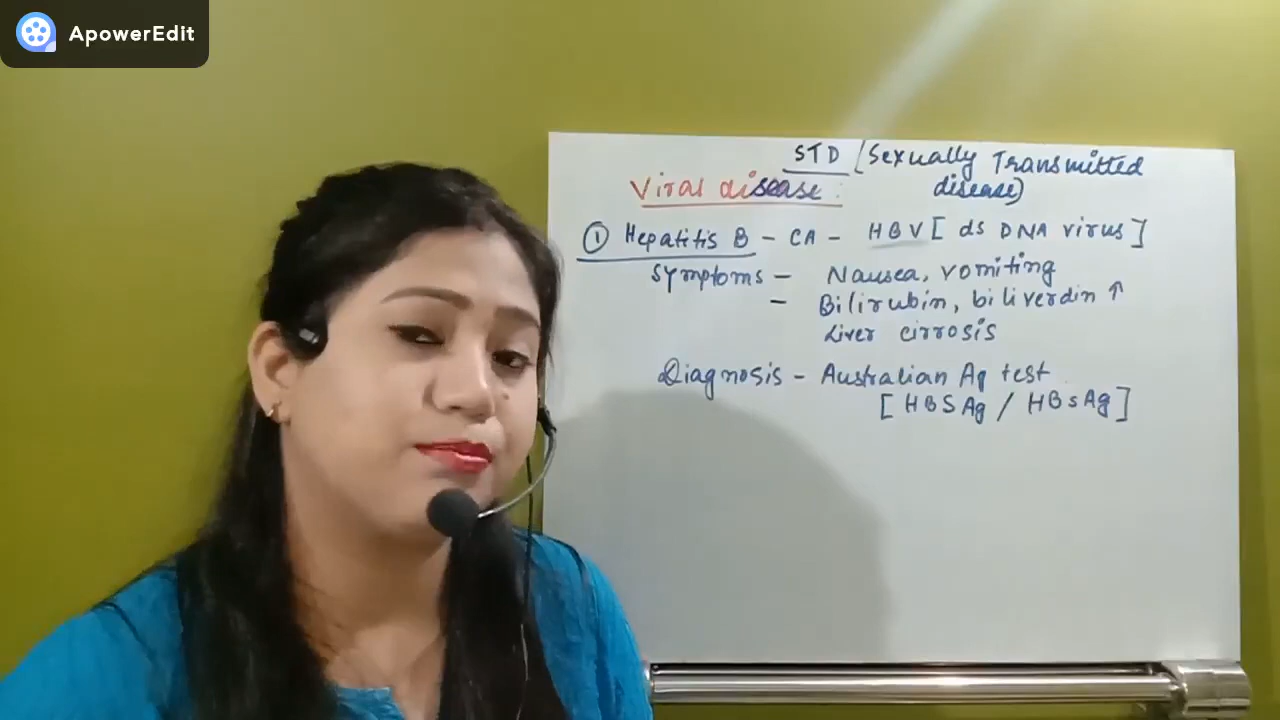 ApowerEdit
STD (Sexually Transmitted
disease)
Viral disease :
① Hepatitis B - CA - HBV [ ds DNA virus ]
Symptoms - Nausea, vomiting
- Bilirubin, biliverdin ↑
Liver cirrosis
Diagnosis - Australian Ag test
[ HBSAg / HBsAg ]